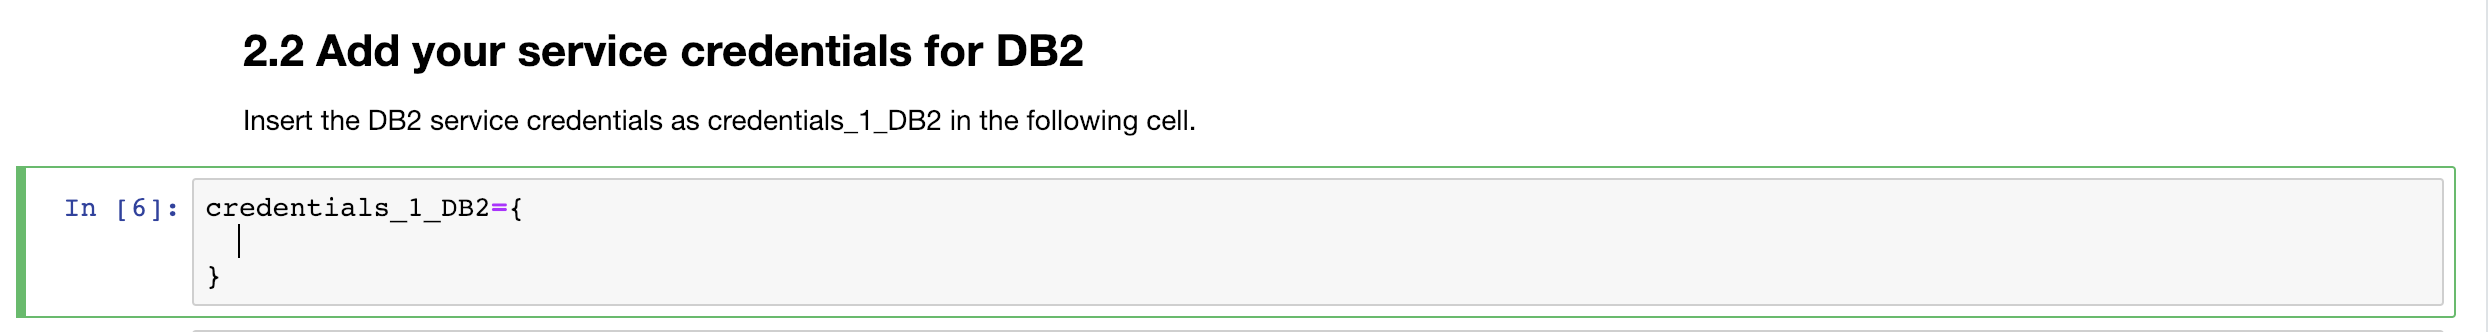 2.2 Add your service credentials for DB2
Insert the DB2 service credentials as credentials_1_DB2 in the following cell.
In [6]: credentials_1_DB2={
}